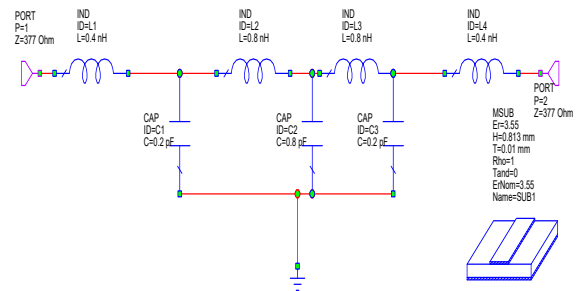 PORT
P=1
Z=377 Ohm
IND
ID=L1
L=0.4 nH
IND
ID=L2
L=0.8 nH
IND
ID=L3
L=0.8 nH
IND
ID=L4
L=0.4 nH
PORT
P=2
Z=377 Ohm
CAP
ID=C1
C=0.2 pF
CAP
ID=C2
C=0.8 pF
CAP
ID=C3
C=0.2 pF
MSUB
Er=3.55
H=0.813 mm
T=0.01 mm
Rho=1
Tand=0
ErNom=3.55
Name=SUB1